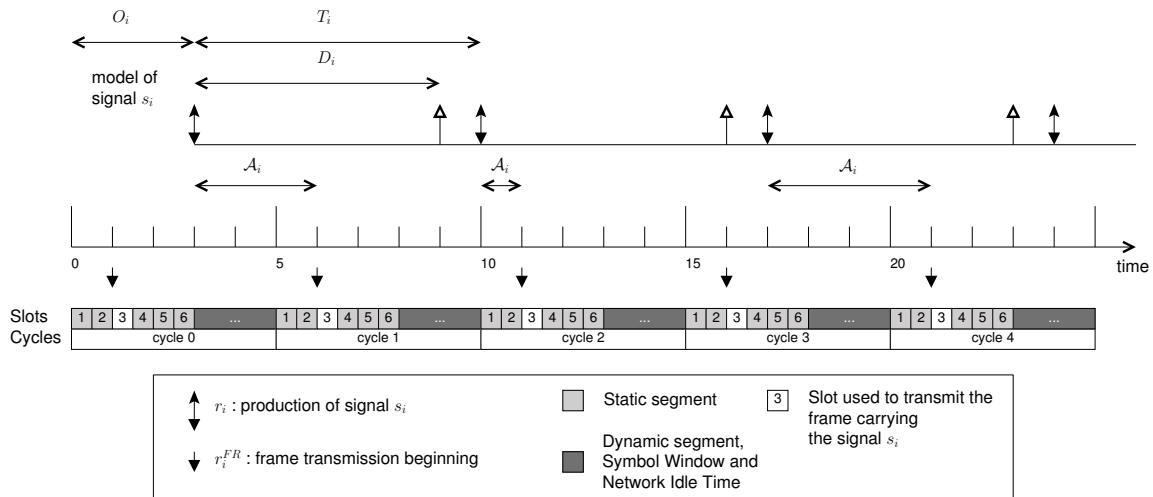 O_i T_i
D_i
model of
signal s_i
A_i A_i A_i
0 5 10 15 20 time
Slots 1 2 3 4 5 6 ... 1 2 3 4 5 6 ... 1 2 3 4 5 6 ... 1 2 3 4 5 6 ... 1 2 3 4 5 6 ...
Cycles cycle 0 cycle 1 cycle 2 cycle 3 cycle 4
r_i : production of signal s_i
r_i^{FR} : frame transmission beginning
Static segment
Dynamic segment,
Symbol Window and
Network Idle Time
3 Slot used to transmit the
frame carrying
the signal s_i